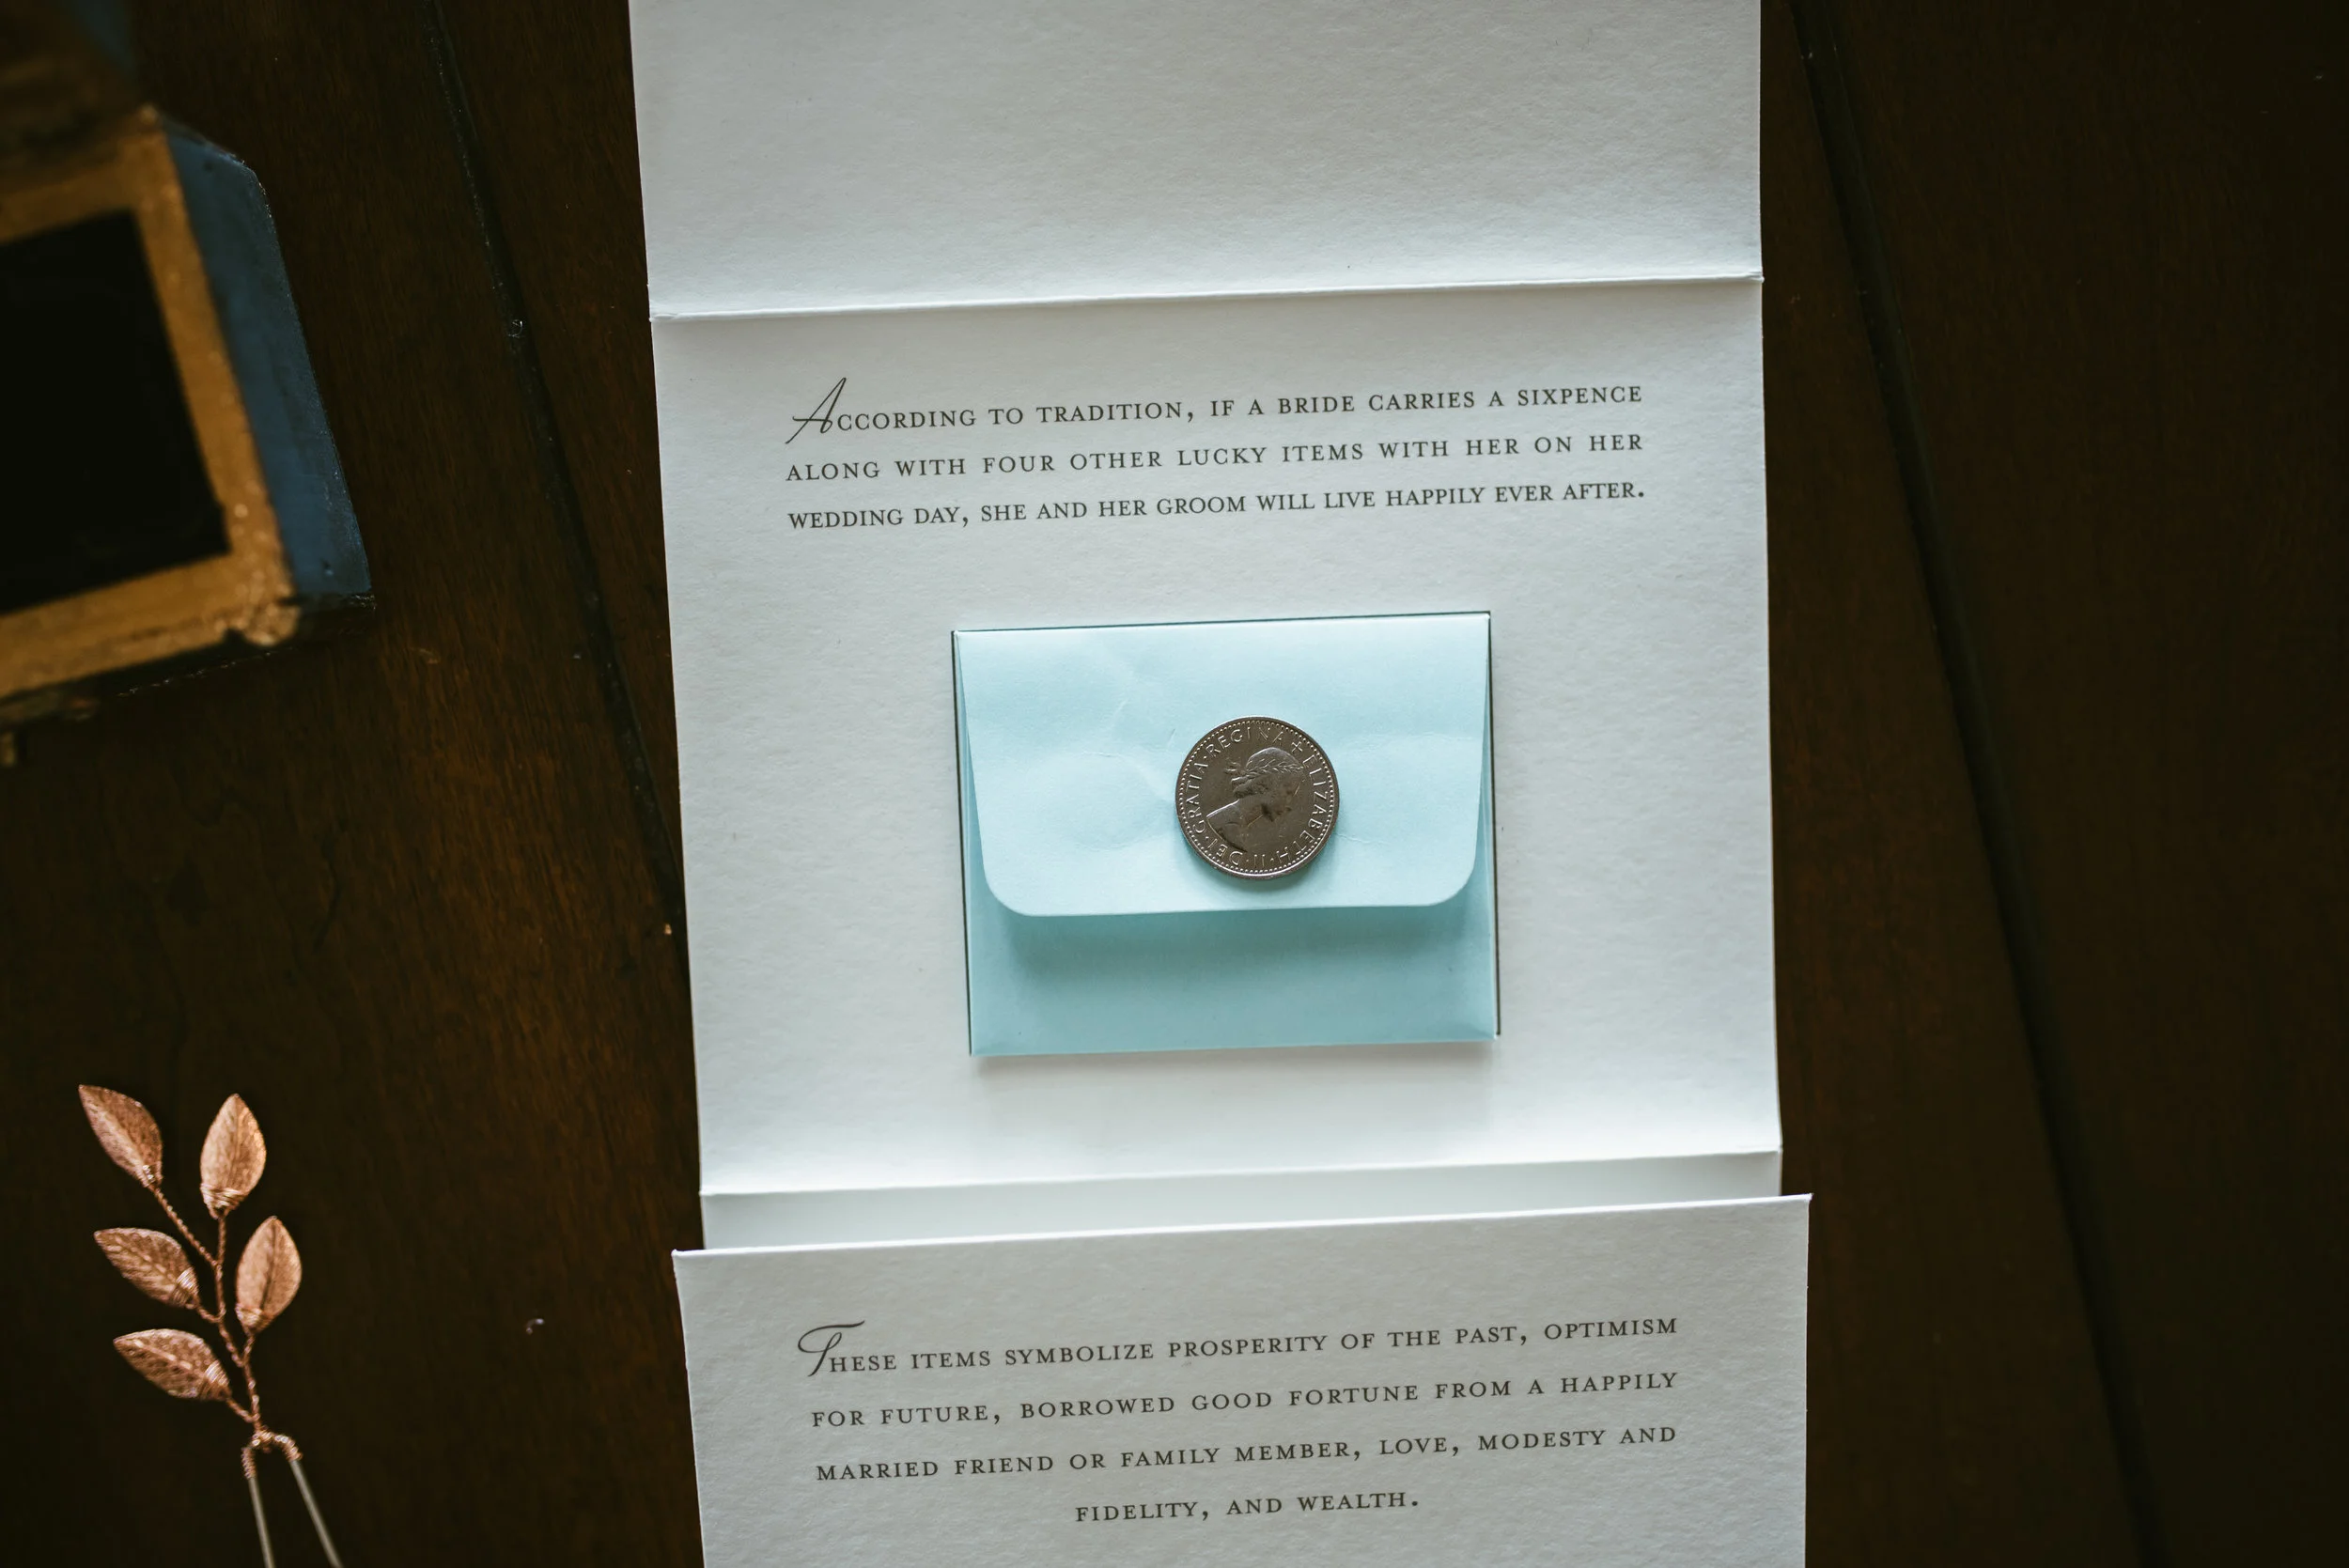 According to tradition, if a bride carries a sixpence
along with four other lucky items with her on her
wedding day, she and her groom will live happily ever after.
DEI·GRATIA·REGINA+ELIZABETH·II·
These items symbolize prosperity of the past, optimism
for future, borrowed good fortune from a happily
married friend or family member, love, modesty and
fidelity, and wealth.